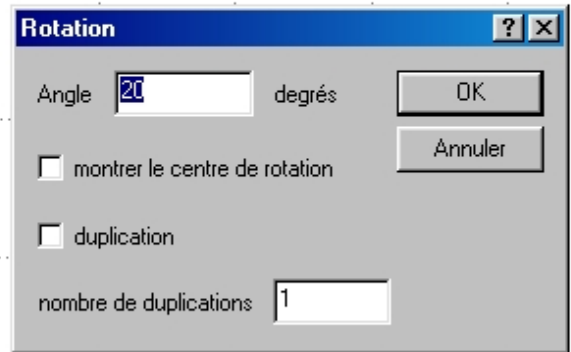 Rotation
Angle 20 degrés
OK
Annuler
montrer le centre de rotation
duplication
nombre de duplications 1